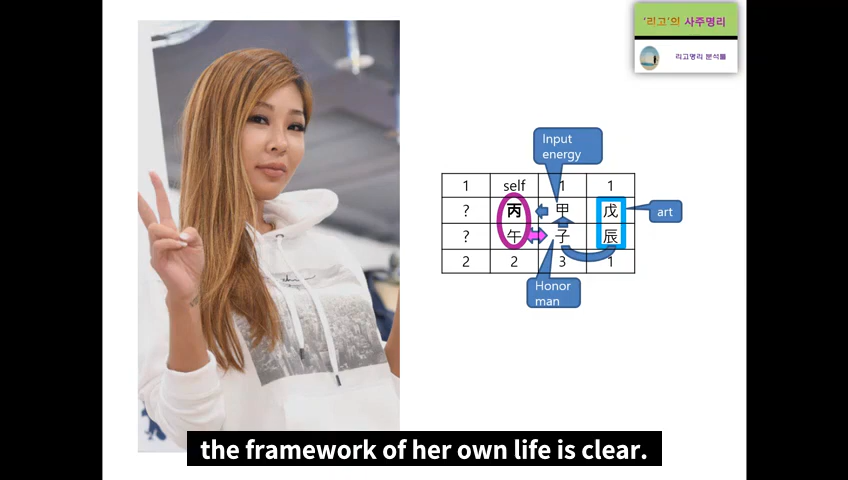 '리고'의 사주명리
리고명리 분석틀
Input
energy
1 self 1 1
? 丙 甲 戊
art
? 午 子 辰
2 2 3 1
Honor
man
the framework of her own life is clear.